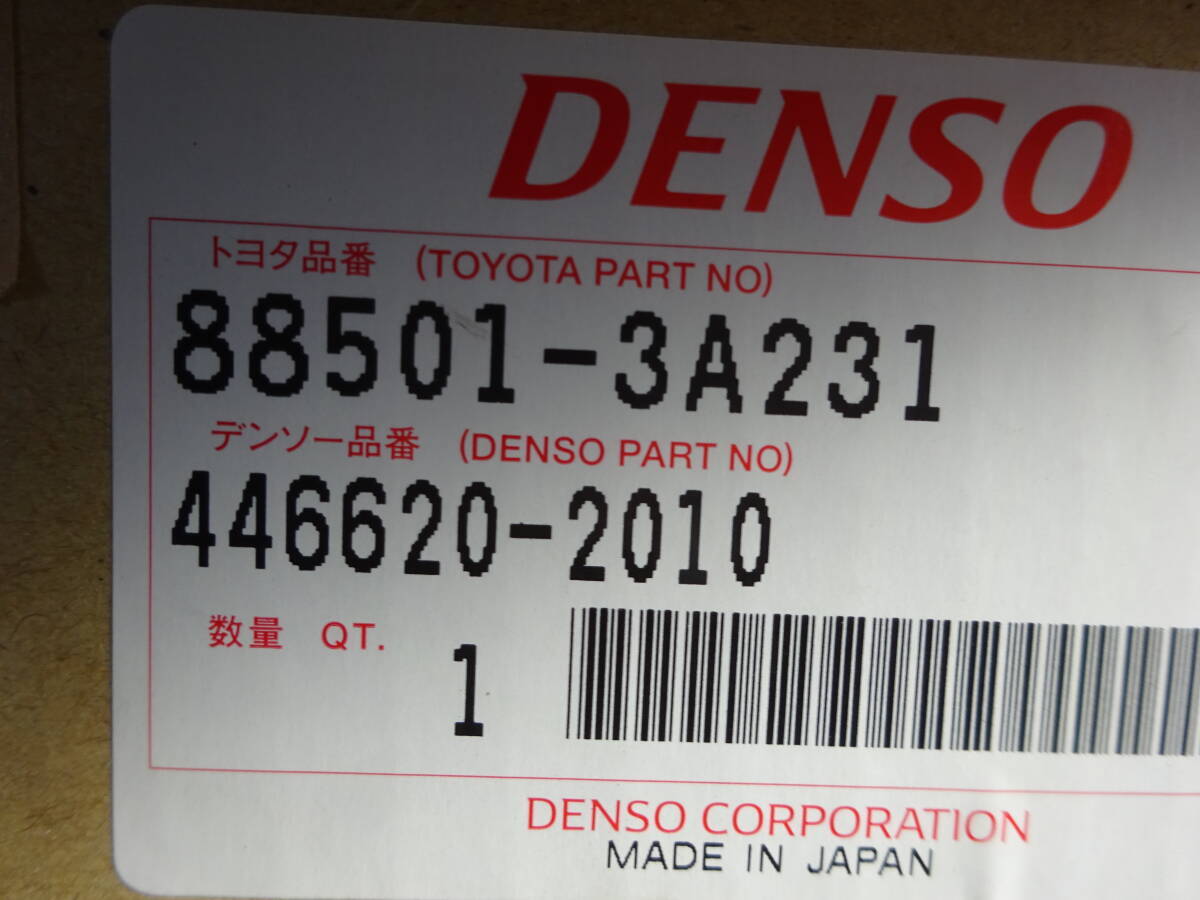 DENSO
トヨタ品番 (TOYOTA PART NO)
88501-3A231
デンソー品番 (DENSO PART NO)
446620-2010
数量 QT. 1
DENSO CORPORATION
MADE IN JAPAN